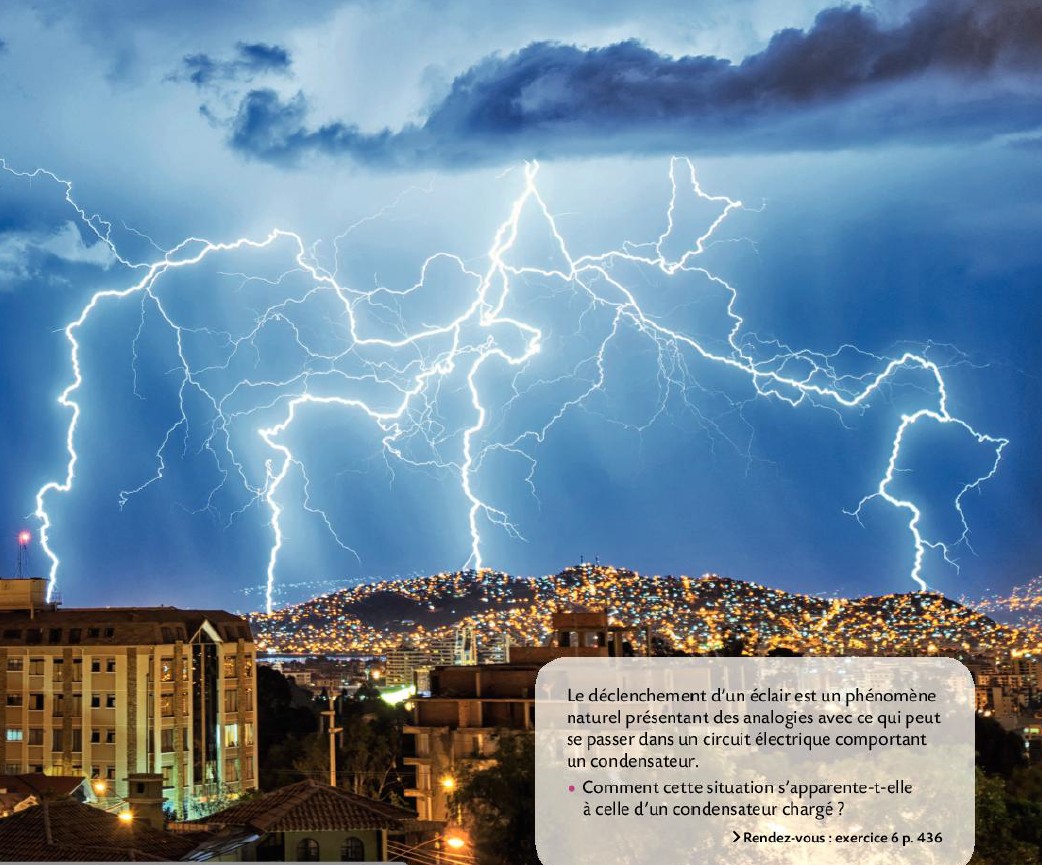 Le déclenchement d'un éclair est un phénomène
naturel présentant des analogies avec ce qui peut
se passer dans un circuit électrique comportant
un condensateur.
• Comment cette situation s'apparente-t-elle
à celle d'un condensateur chargé ?
> Rendez-vous : exercice 6 p. 436